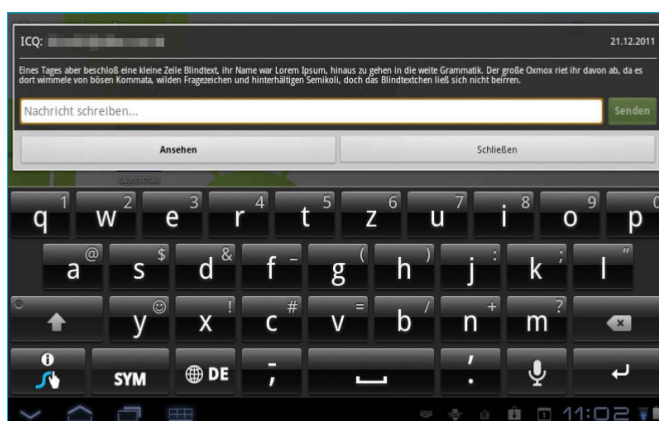 ICQ:
21.12.2011
Eines Tages aber beschloß eine kleine Zeile Blindtext, ihr Name war Lorem Ipsum, hinaus zu gehen in die weite Grammatik. Der große Oxmox riet ihr davon ab, da es
dort wimmele von bösen Kommata, wilden Fragezeichen und hinterhältigen Semikoli, doch das Blindtextchen ließ sich nicht beirren.
Nachricht schreiben...
Senden
Ansehen
Schließen
1 2 3 4 5 6 7 8 9 0
q w e r t z u i o p
@ $ & _ ( ) : ; "
a s d f g h j k l
☺ ! # = / + ?
y x c v b n m
SYM
DE
- ;
' .
11:02